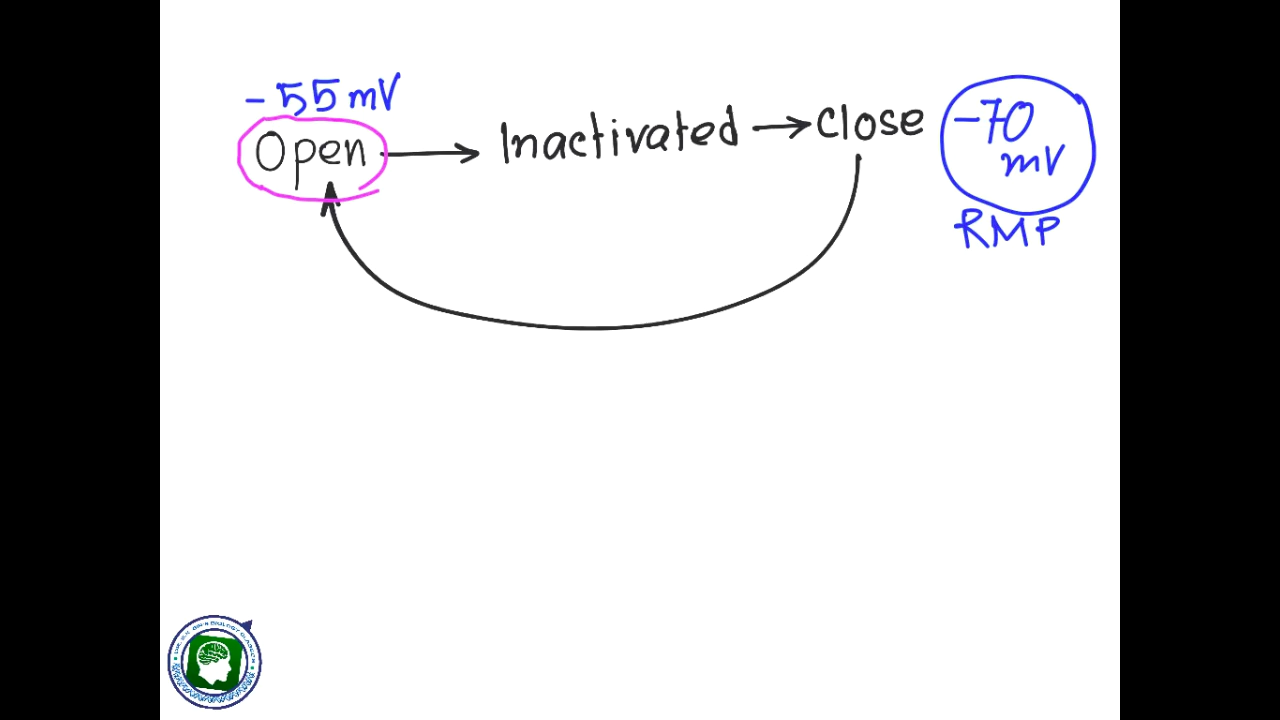 - 55 mV
Open → Inactivated → Close
-70
mV
RMP